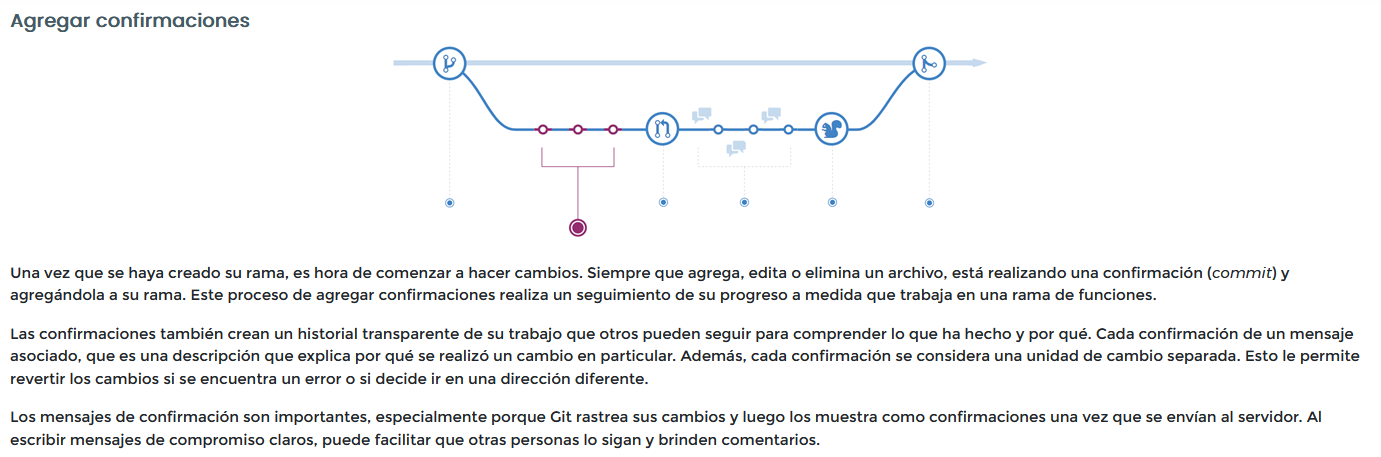 Agregar confirmaciones
Una vez que se haya creado su rama, es hora de comenzar a hacer cambios. Siempre que agrega, edita o elimina un archivo, está realizando una confirmación (commit) y
agregándola a su rama. Este proceso de agregar confirmaciones realiza un seguimiento de su progreso a medida que trabaja en una rama de funciones.
Las confirmaciones también crean un historial transparente de su trabajo que otros pueden seguir para comprender lo que ha hecho y por qué. Cada confirmación de un mensaje
asociado, que es una descripción que explica por qué se realizó un cambio en particular. Además, cada confirmación se considera una unidad de cambio separada. Esto le permite
revertir los cambios si se encuentra un error o si decide ir en una dirección diferente.
Los mensajes de confirmación son importantes, especialmente porque Git rastrea sus cambios y luego los muestra como confirmaciones una vez que se envían al servidor. Al
escribir mensajes de compromiso claros, puede facilitar que otras personas lo sigan y brinden comentarios.